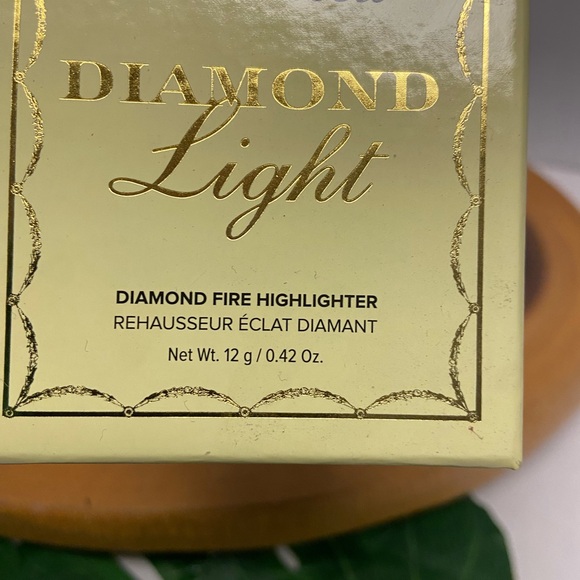 DIAMOND
Light
DIAMOND FIRE HIGHLIGHTER
REHAUSSEUR ÉCLAT DIAMANT
Net Wt. 12 g / 0.42 Oz.